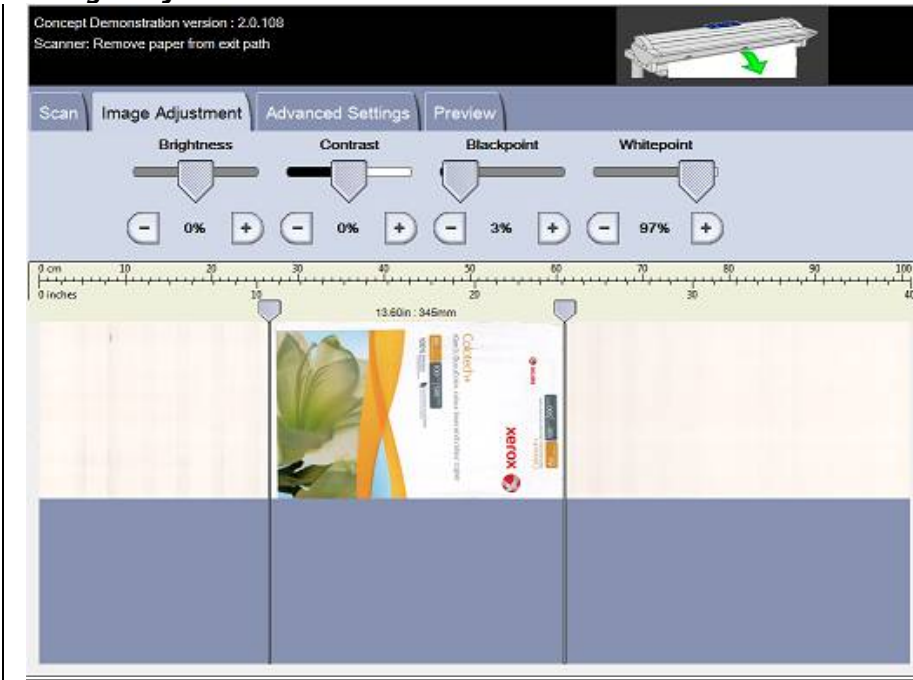 Concept Demonstration version : 2.0.108
Scanner: Remove paper from exit path
Scan Image Adjustment Advanced Settings Preview
Brightness Contrast Blackpoint Whitepoint
- 0% + - 0% + - 3% + - 97% +
0 cm 10 20 30 40 50 60 70 80 90 100
0 inches 10 20 30 40
13.60in : 345mm
Colotech+
xerox